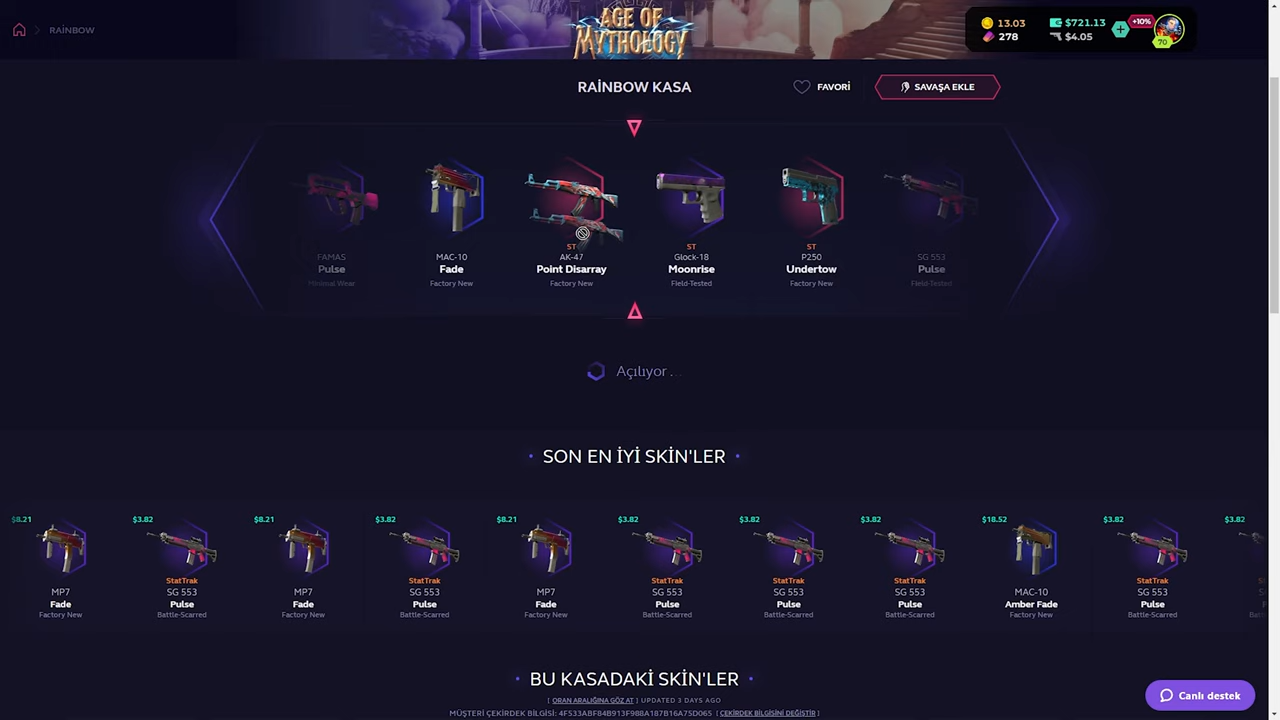 AGE OF
MYTHOLOGY
RAİNBOW
13.03
278
$721.13
$4.05
+10%
70
RAİNBOW KASA
FAVORİ
SAVAŞA EKLE
FAMAS
Pulse
Minimal Wear
MAC-10
Fade
Factory New
ST
AK-47
Point Disarray
Factory New
ST
Glock-18
Moonrise
Field-Tested
ST
P250
Undertow
Factory New
SG 553
Pulse
Field-Tested
Açılıyor . . .
SON EN İYİ SKİN'LER
$8.21
MP7
Fade
Factory New
$3.82
StatTrak
SG 553
Pulse
Battle-Scarred
$8.21
MP7
Fade
Factory New
$3.82
StatTrak
SG 553
Pulse
Battle-Scarred
$8.21
MP7
Fade
Factory New
$3.82
StatTrak
SG 553
Pulse
Battle-Scarred
$3.82
StatTrak
SG 553
Pulse
Battle-Scarred
$3.82
StatTrak
SG 553
Pulse
Battle-Scarred
$18.52
MAC-10
Amber Fade
Factory New
$3.82
StatTrak
SG 553
Pulse
Battle-Scarred
$3.82
BU KASADAKİ SKİN'LER
[ ORAN ARALIĞINA GÖZ AT ] UPDATED 3 DAYS AGO
MÜŞTERİ ÇEKİRDEK BİLGİSİ: 4F533ABF84B913F988A187B16A75D065 [ ÇEKİRDEK BİLGİSİNİ DEĞİŞTİR ]
Canlı destek